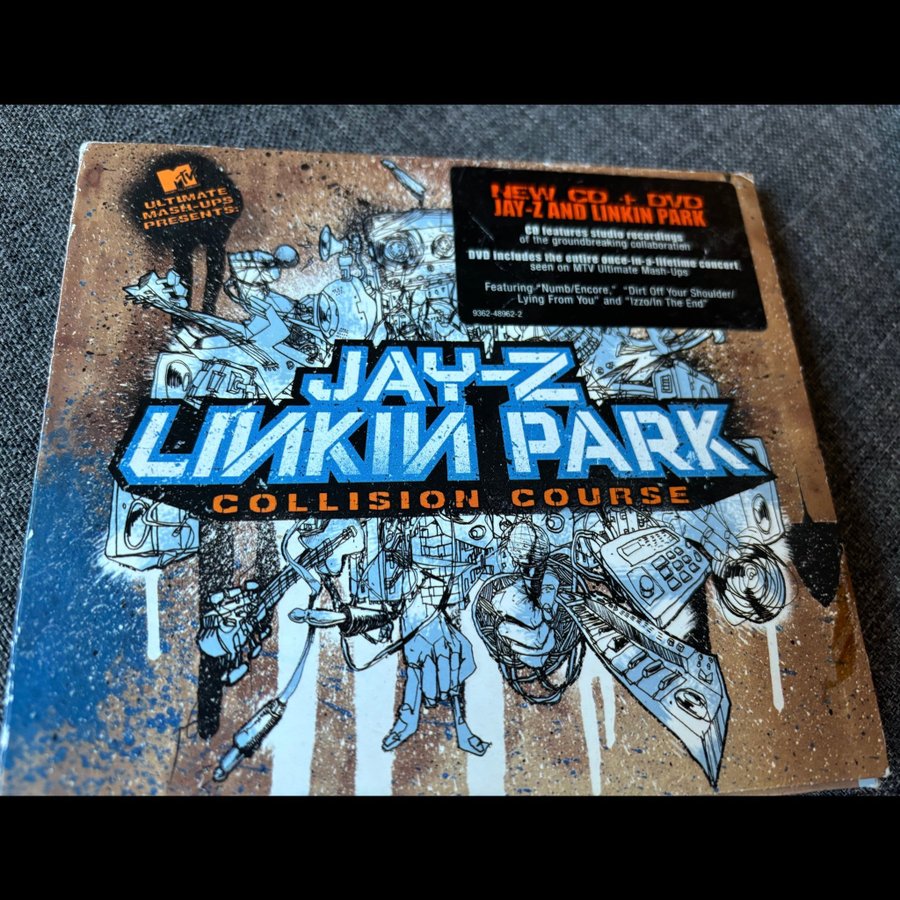 MTV
ULTIMATE
MASH-UPS
PRESENTS:
NEW CD + DVD
JAY-Z AND LINKIN PARK
CD features studio recordings
of the groundbreaking collaboration
DVD includes the entire once-in-a-lifetime concert
seen on MTV Ultimate Mash-Ups
Featuring "Numb/Encore," "Dirt Off Your Shoulder/
Lying From You" and "Izzo/In The End"
9362-48962-2
JAY-Z
LINKIN PARK
COLLISION COURSE